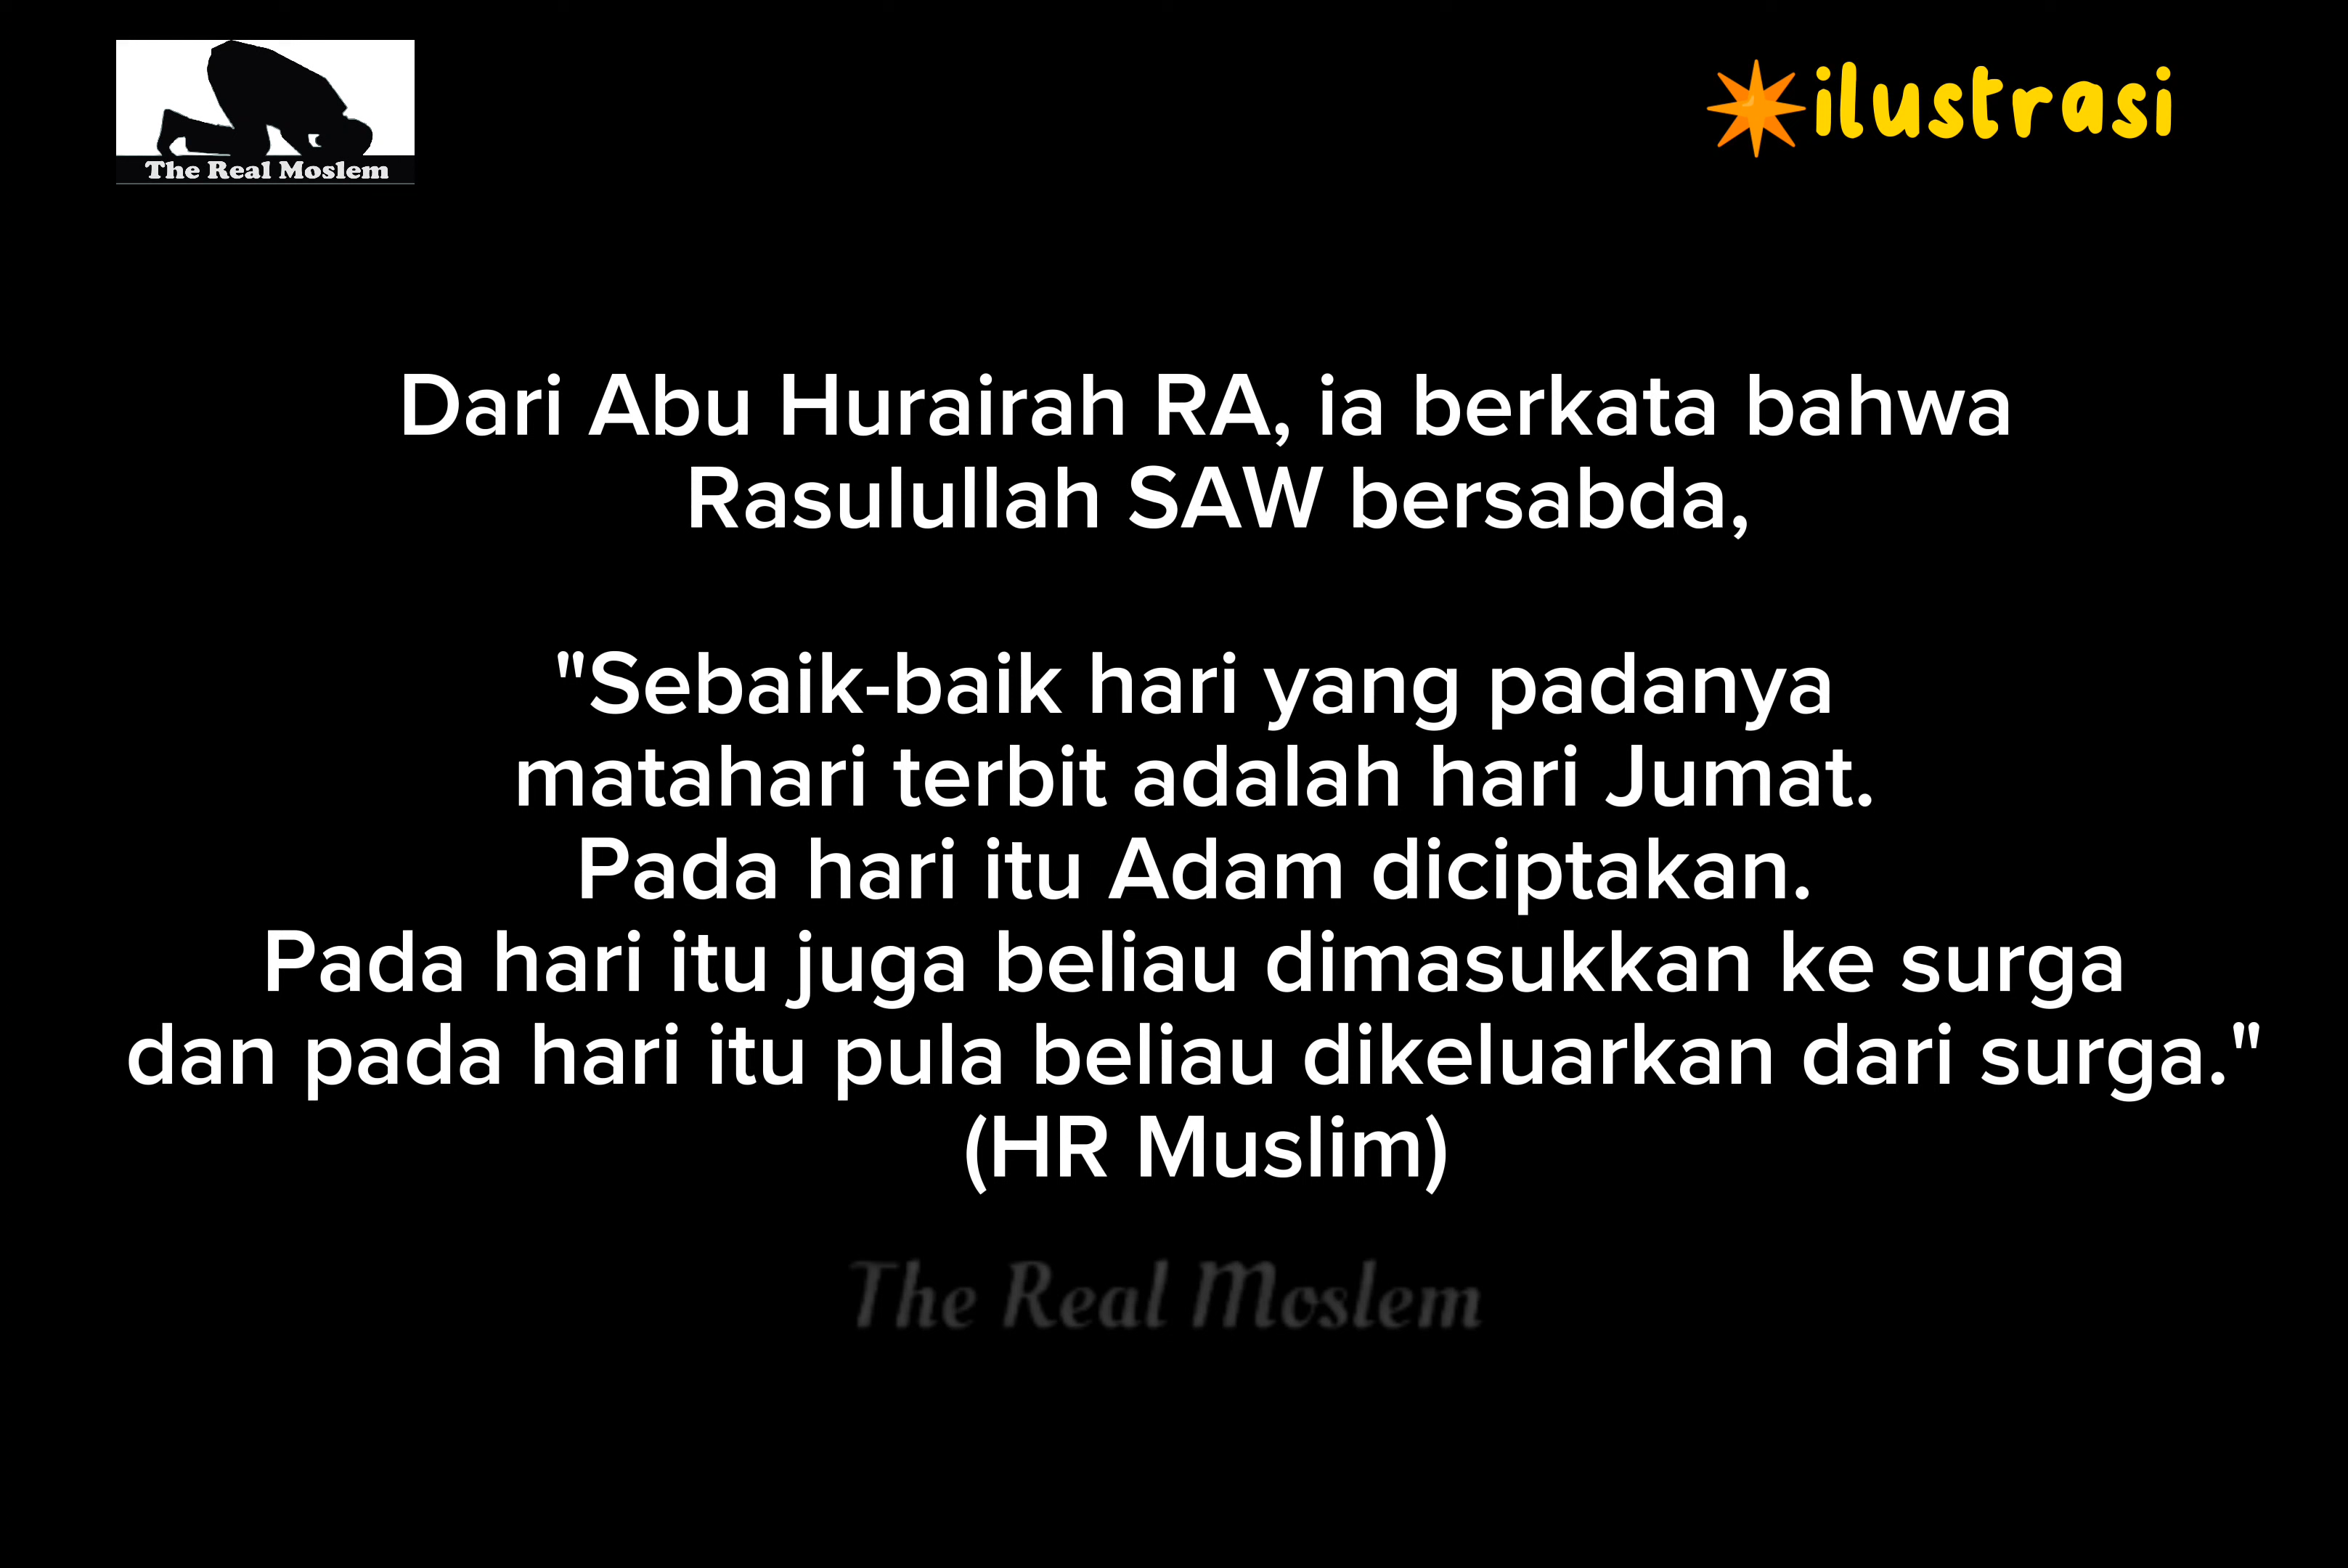 The Real Moslem
ilustrasi
Dari Abu Hurairah RA, ia berkata bahwa
Rasulullah SAW bersabda,
"Sebaik-baik hari yang padanya
matahari terbit adalah hari Jumat.
Pada hari itu Adam diciptakan.
Pada hari itu juga beliau dimasukkan ke surga
dan pada hari itu pula beliau dikeluarkan dari surga."
(HR Muslim)
The Real Moslem